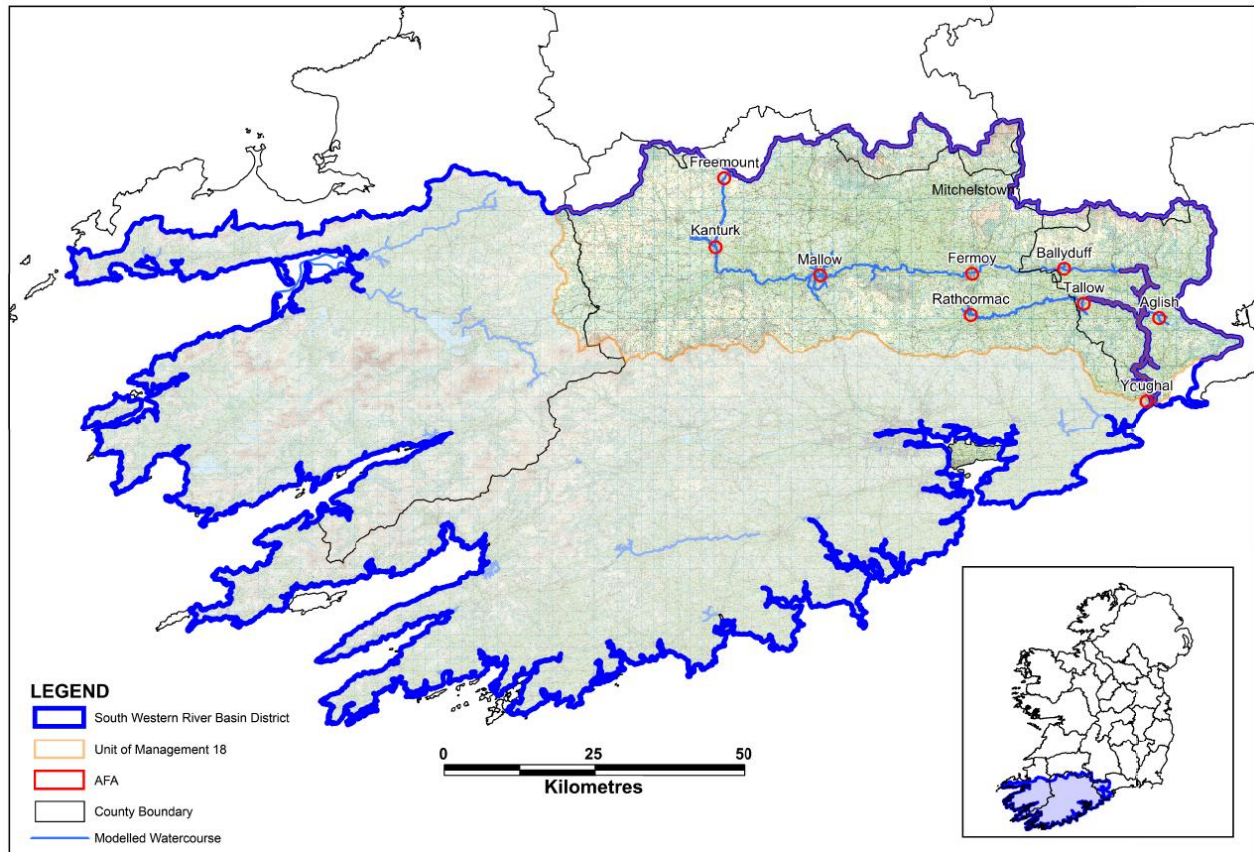 Freemount
Mitchelstown
Kanturk
Mallow
Fermoy
Ballyduff
Rathcormac
Tallow
Aglish
Youghal
LEGEND
South Western River Basin District
Unit of Management 18
AFA
County Boundary
Modelled Watercourse
0 25 50
Kilometres